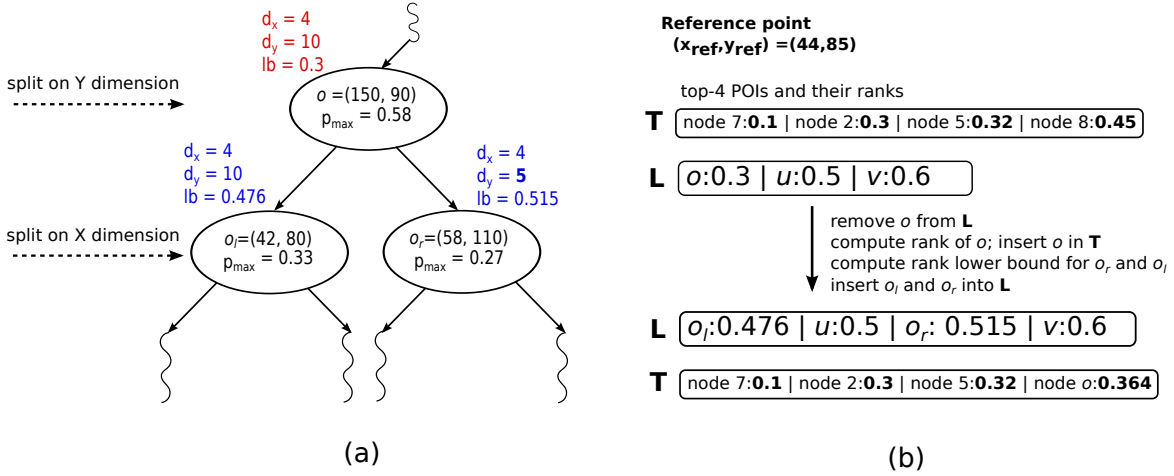 d_x = 4
d_y = 10
lb = 0.3
split on Y dimension
o =(150, 90)
p_max = 0.58
d_x = 4
d_y = 10
lb = 0.476
d_x = 4
d_y = 5
lb = 0.515
split on X dimension
o_l=(42, 80)
p_max = 0.33
o_r=(58, 110)
p_max = 0.27
(a)
Reference point
(x_ref,y_ref) =(44,85)
top-4 POIs and their ranks
T node 7:0.1 | node 2:0.3 | node 5:0.32 | node 8:0.45
L o:0.3 | u:0.5 | v:0.6
remove o from L
compute rank of o; insert o in T
compute rank lower bound for o_r and o_l
insert o_l and o_r into L
L o_l:0.476 | u:0.5 | o_r: 0.515 | v:0.6
T node 7:0.1 | node 2:0.3 | node 5:0.32 | node o:0.364
(b)